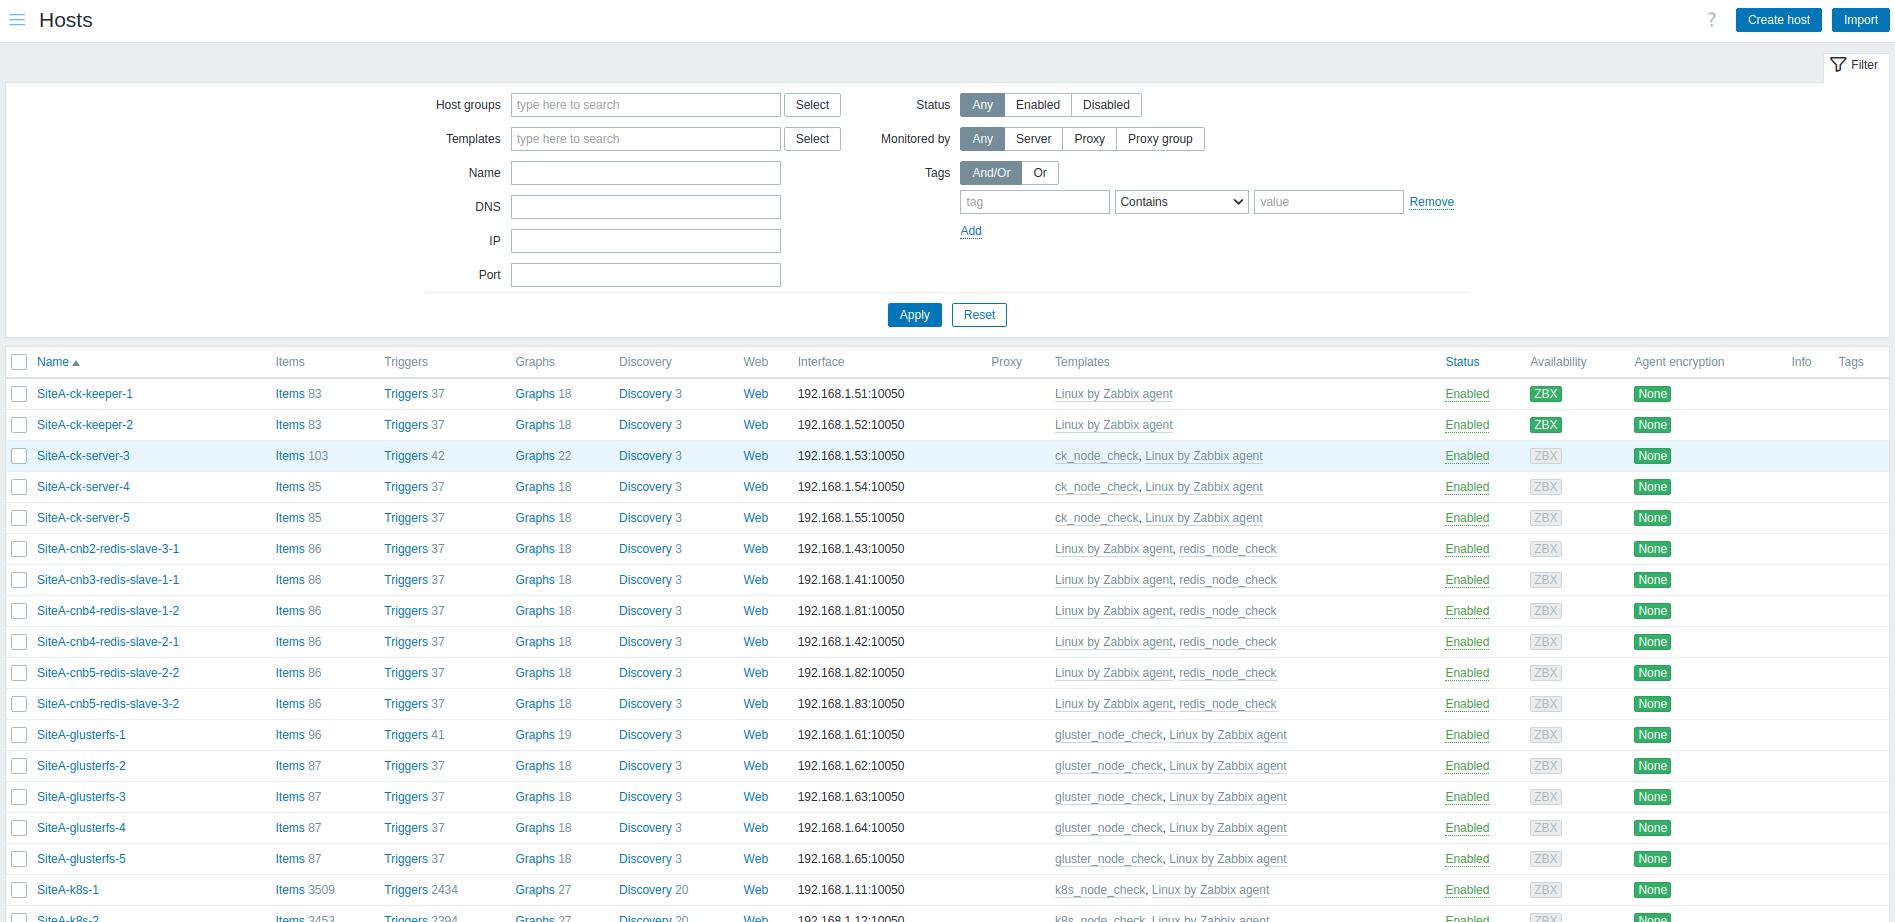 Hosts ? Create host Import
Filter
Host groups type here to search Select Status Any Enabled Disabled
Templates type here to search Select Monitored by Any Server Proxy Proxy group
Name Tags And/Or Or
tag Contains value Remove
DNS
Add
IP
Port
Apply Reset
Name Items Triggers Graphs Discovery Web Interface Proxy Templates Status Availability Agent encryption Info Tags
SiteA-ck-keeper-1 Items 83 Triggers 37 Graphs 18 Discovery 3 Web 192.168.1.51:10050 Linux by Zabbix agent Enabled ZBX None
SiteA-ck-keeper-2 Items 83 Triggers 37 Graphs 18 Discovery 3 Web 192.168.1.52:10050 Linux by Zabbix agent Enabled ZBX None
SiteA-ck-server-3 Items 103 Triggers 42 Graphs 22 Discovery 3 Web 192.168.1.53:10050 ck_node_check, Linux by Zabbix agent Enabled ZBX None
SiteA-ck-server-4 Items 85 Triggers 37 Graphs 18 Discovery 3 Web 192.168.1.54:10050 ck_node_check, Linux by Zabbix agent Enabled ZBX None
SiteA-ck-server-5 Items 85 Triggers 37 Graphs 18 Discovery 3 Web 192.168.1.55:10050 ck_node_check, Linux by Zabbix agent Enabled ZBX None
SiteA-cnb2-redis-slave-3-1 Items 86 Triggers 37 Graphs 18 Discovery 3 Web 192.168.1.43:10050 Linux by Zabbix agent, redis_node_check Enabled ZBX None
SiteA-cnb3-redis-slave-1-1 Items 86 Triggers 37 Graphs 18 Discovery 3 Web 192.168.1.41:10050 Linux by Zabbix agent, redis_node_check Enabled ZBX None
SiteA-cnb4-redis-slave-1-2 Items 86 Triggers 37 Graphs 18 Discovery 3 Web 192.168.1.81:10050 Linux by Zabbix agent, redis_node_check Enabled ZBX None
SiteA-cnb4-redis-slave-2-1 Items 86 Triggers 37 Graphs 18 Discovery 3 Web 192.168.1.42:10050 Linux by Zabbix agent, redis_node_check Enabled ZBX None
SiteA-cnb5-redis-slave-2-2 Items 86 Triggers 37 Graphs 18 Discovery 3 Web 192.168.1.82:10050 Linux by Zabbix agent, redis_node_check Enabled ZBX None
SiteA-cnb5-redis-slave-3-2 Items 86 Triggers 37 Graphs 18 Discovery 3 Web 192.168.1.83:10050 Linux by Zabbix agent, redis_node_check Enabled ZBX None
SiteA-glusterfs-1 Items 96 Triggers 41 Graphs 19 Discovery 3 Web 192.168.1.61:10050 gluster_node_check, Linux by Zabbix agent Enabled ZBX None
SiteA-glusterfs-2 Items 87 Triggers 37 Graphs 18 Discovery 3 Web 192.168.1.62:10050 gluster_node_check, Linux by Zabbix agent Enabled ZBX None
SiteA-glusterfs-3 Items 87 Triggers 37 Graphs 18 Discovery 3 Web 192.168.1.63:10050 gluster_node_check, Linux by Zabbix agent Enabled ZBX None
SiteA-glusterfs-4 Items 87 Triggers 37 Graphs 18 Discovery 3 Web 192.168.1.64:10050 gluster_node_check, Linux by Zabbix agent Enabled ZBX None
SiteA-glusterfs-5 Items 87 Triggers 37 Graphs 18 Discovery 3 Web 192.168.1.65:10050 gluster_node_check, Linux by Zabbix agent Enabled ZBX None
SiteA-k8s-1 Items 3509 Triggers 2434 Graphs 27 Discovery 20 Web 192.168.1.11:10050 k8s_node_check, Linux by Zabbix agent Enabled ZBX None
SiteA-k8s-2 Items 3453 Triggers 2394 Graphs 27 Discovery 20 Web 192.168.1.12:10050 k8s_node_check, Linux by Zabbix agent Enabled ZBX None